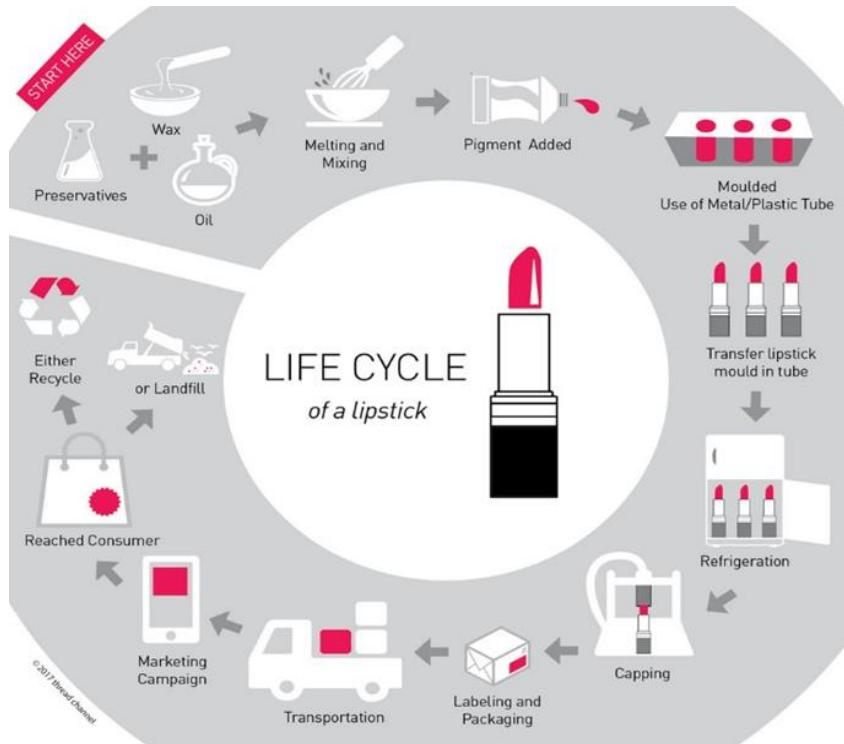 START HERE
Wax
Preservatives
Oil
Melting and
Mixing
Pigment Added
Moulded
Use of Metal/Plastic Tube
Transfer lipstick
mould in tube
Refrigeration
Capping
Labeling and
Packaging
Transportation
Marketing
Campaign
Reached Consumer
Either
Recycle
or Landfill
LIFE CYCLE
of a lipstick
© 2017 thread channel